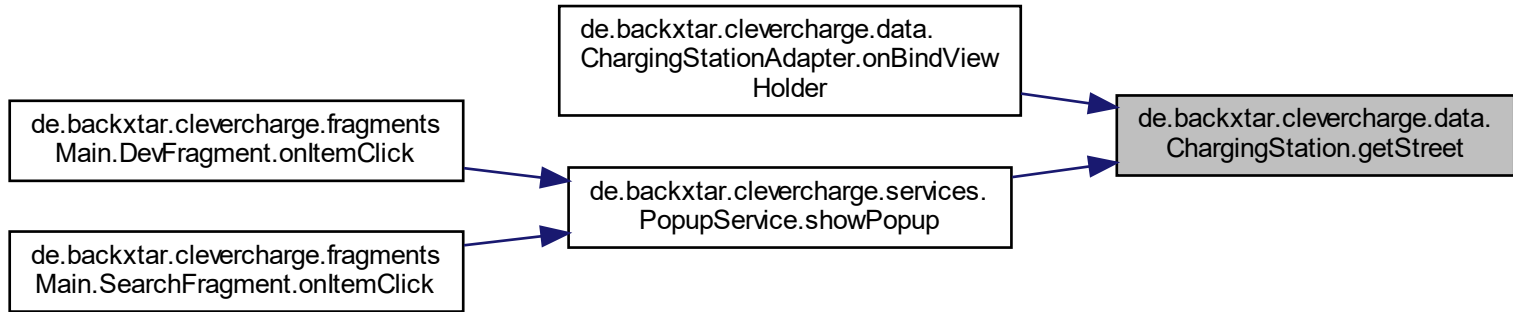 de.backxtar.clevercharge.data.
ChargingStationAdapter.onBindView
Holder
de.backxtar.clevercharge.fragments
Main.DevFragment.onItemClick
de.backxtar.clevercharge.data.
ChargingStation.getStreet
de.backxtar.clevercharge.services.
PopupService.showPopup
de.backxtar.clevercharge.fragments
Main.SearchFragment.onItemClick